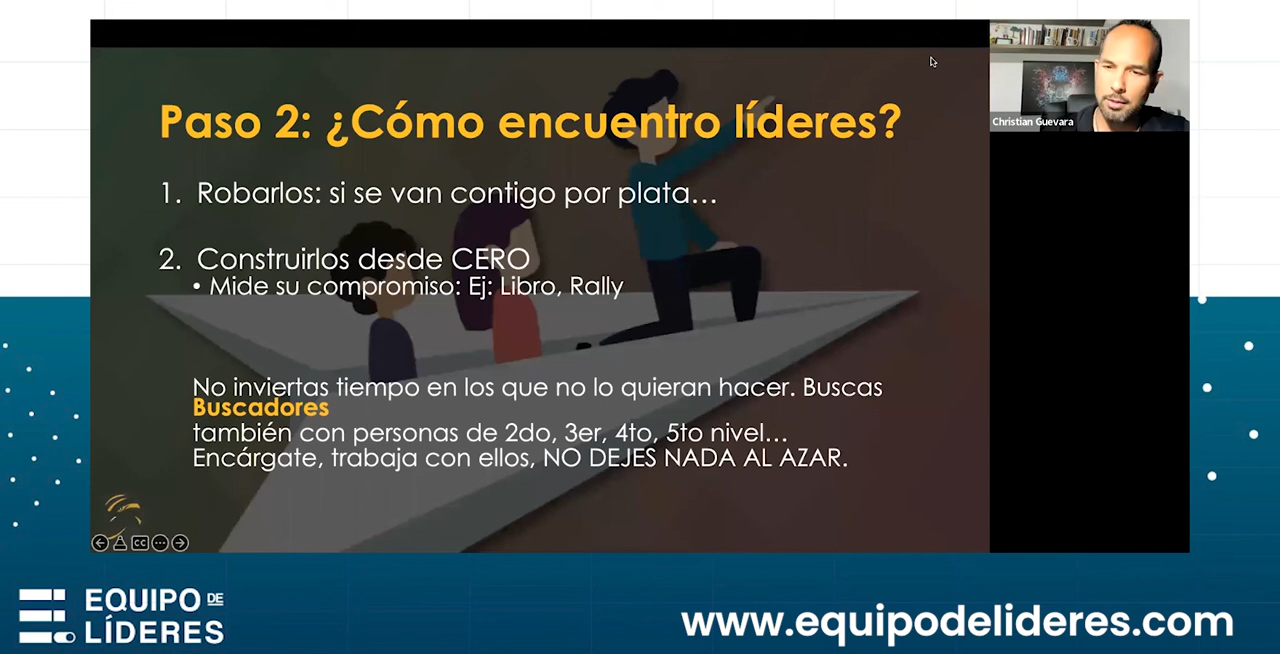 Paso 2: ¿Cómo encuentro líderes?
Christian Guevara
1. Robarlos: si se van contigo por plata...
2. Construirlos desde CERO
• Mide su compromiso: Ej: Libro, Rally
No inviertas tiempo en los que no lo quieran hacer. Buscas
Buscadores
también con personas de 2do, 3er, 4to, 5to nivel...
Encárgate, trabaja con ellos, NO DEJES NADA AL AZAR.
CC
EQUIPO DE
LÍDERES
www.equipodelideres.com